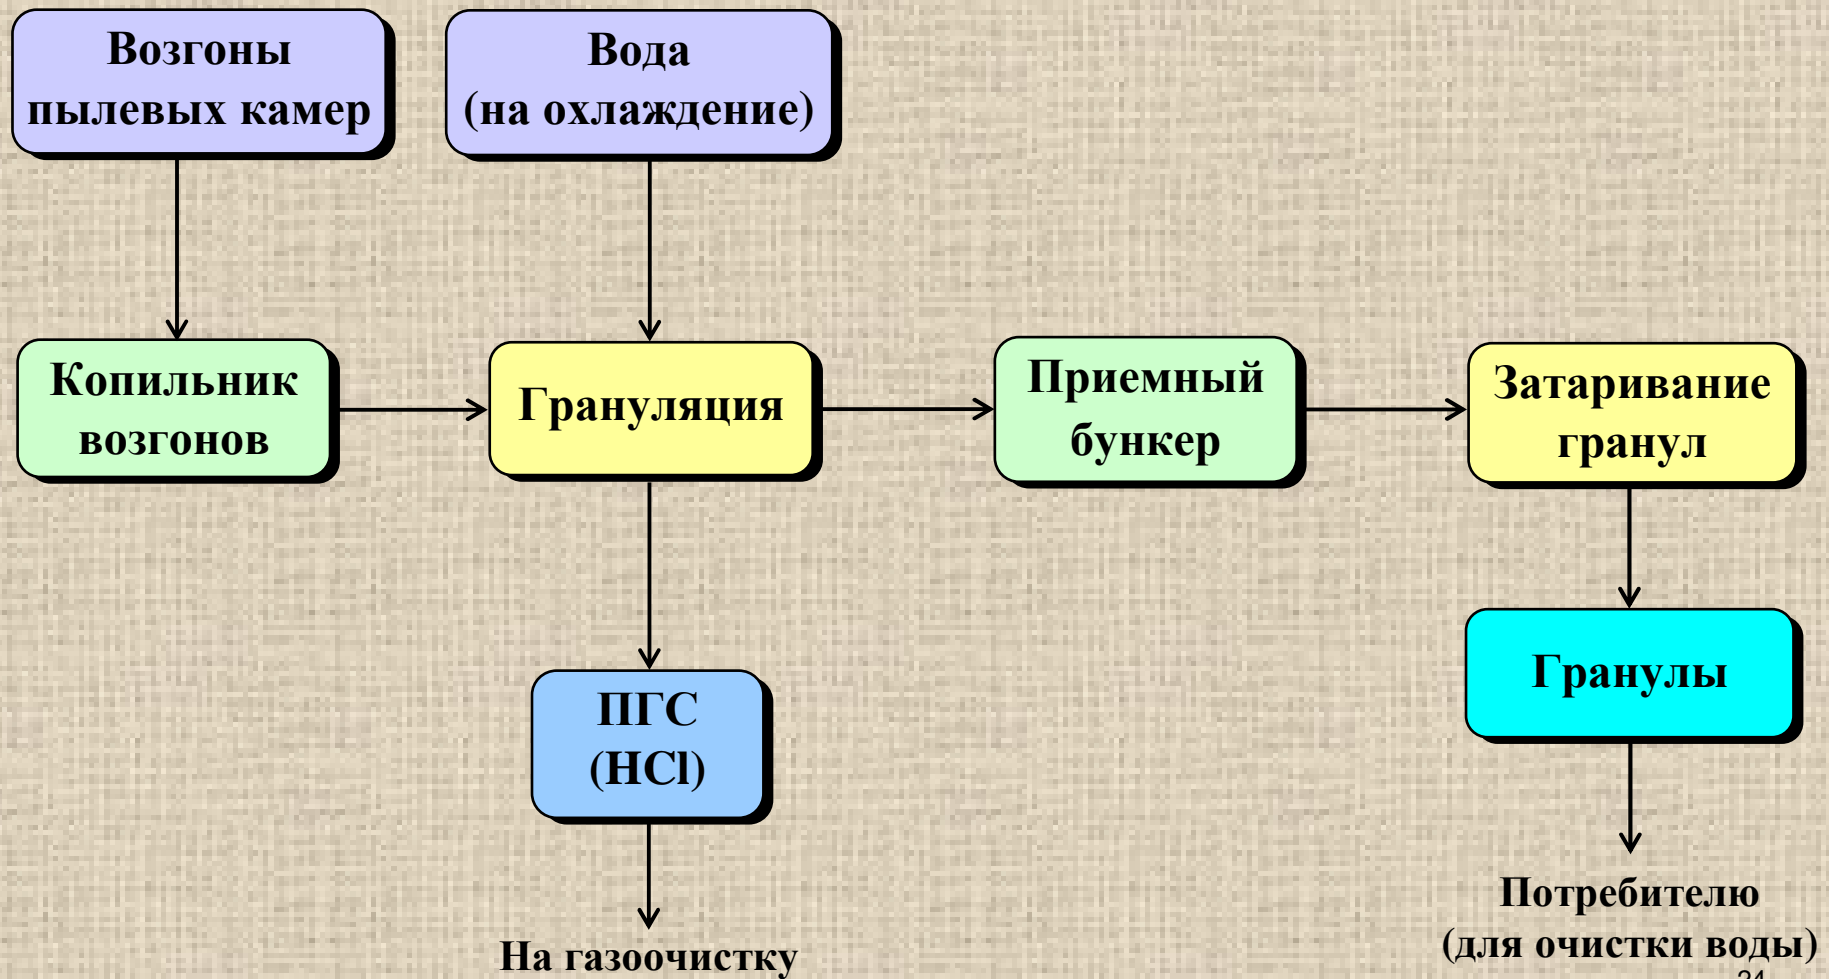 Возгоны
пылевых камер
Вода
(на охлаждение)
Копильник
возгонов
Грануляция
Приемный
бункер
Затаривание
гранул
ПГС
(HCl)
Гранулы
На газоочистку
Потребителю
(для очистки воды)